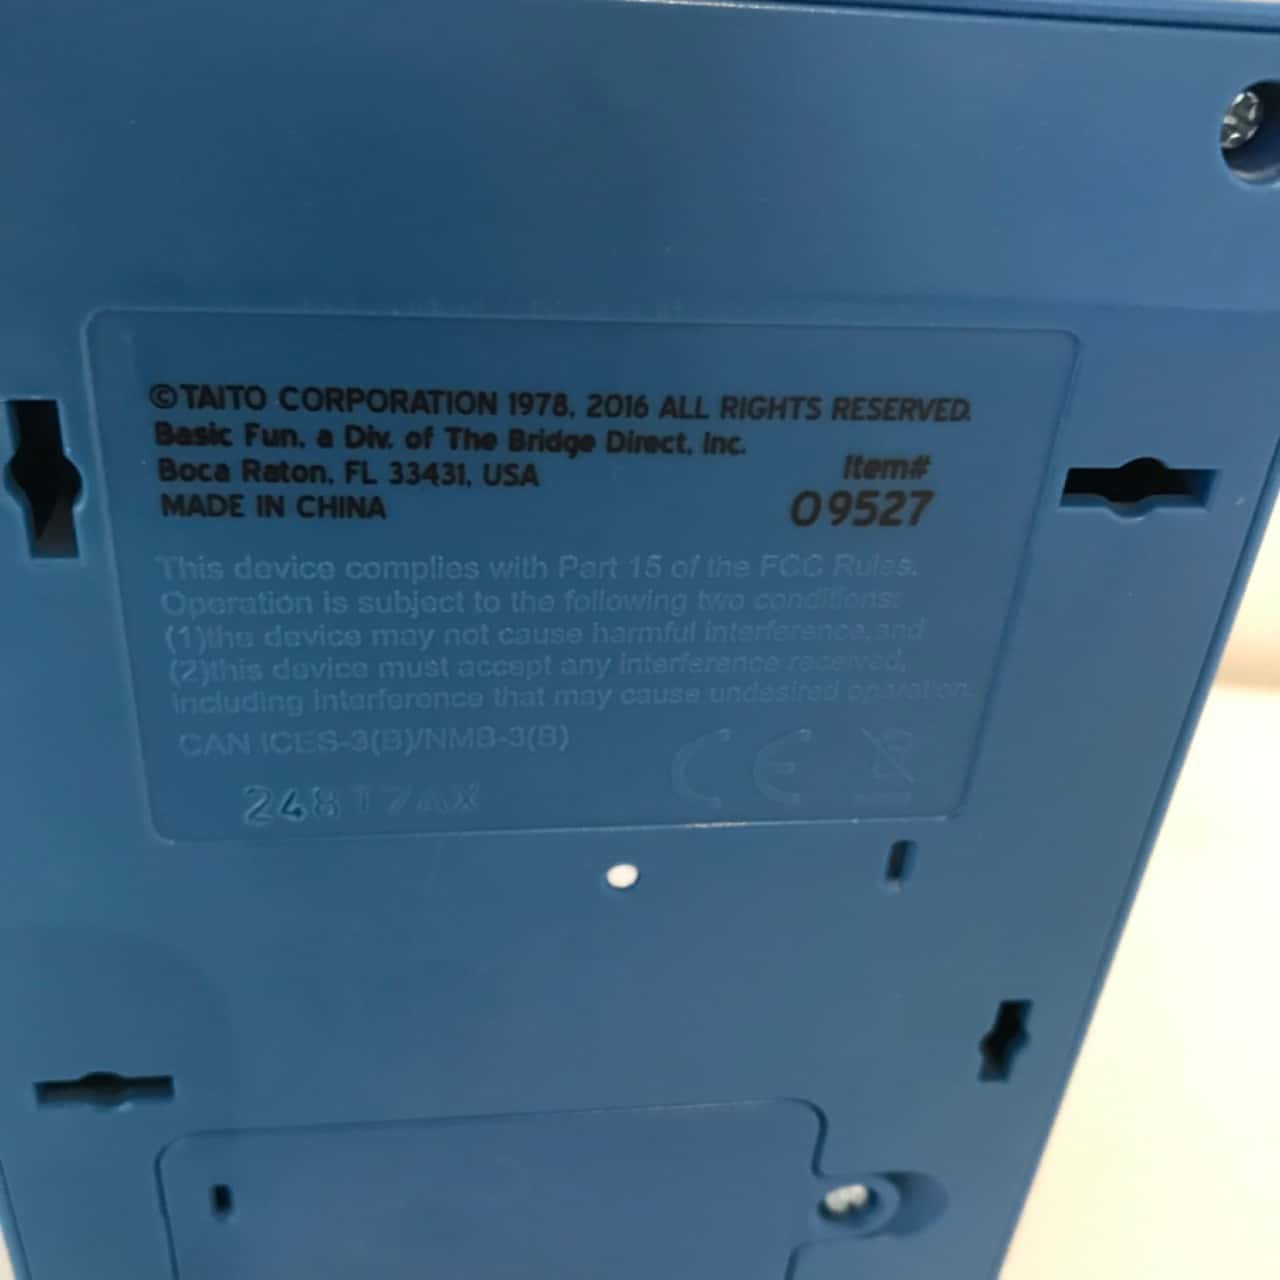 ©TAITO CORPORATION 1978, 2016 ALL RIGHTS RESERVED.
Basic Fun, a Div. of The Bridge Direct, Inc.
Boca Raton, FL 33431, USA
MADE IN CHINA
Item#
09527
This device complies with Part 15 of the FCC Rules.
Operation is subject to the following two conditions:
(1)the device may not cause harmful interference, and
(2)this device must accept any interference received,
including interference that may cause undesired operation.
CAN ICES-3(B)/NMB-3(B)
CE
24817AX